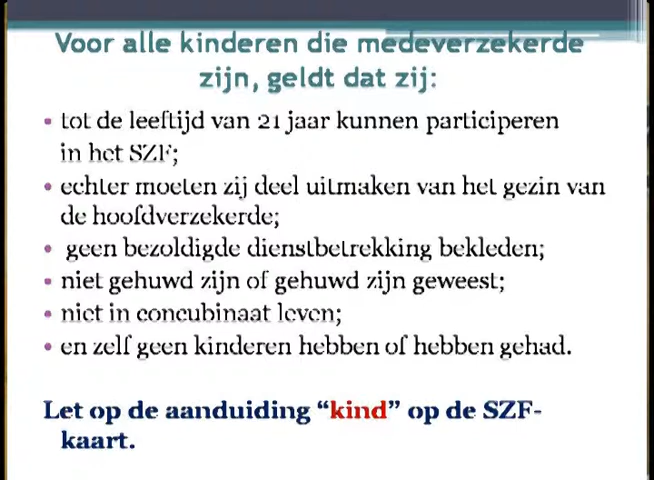 Voor alle kinderen die medeverzekerde
zijn, geldt dat zij:
• tot de leeftijd van 21 jaar kunnen participeren
in het SZF;
• echter moeten zij deel uitmaken van het gezin van
de hoofdverzekerde;
• geen bezoldigde dienstbetrekking bekleden;
• niet gehuwd zijn of gehuwd zijn geweest;
• niet in concubinaat leven;
• en zelf geen kinderen hebben of hebben gehad.
Let op de aanduiding “kind” op de SZF-
kaart.